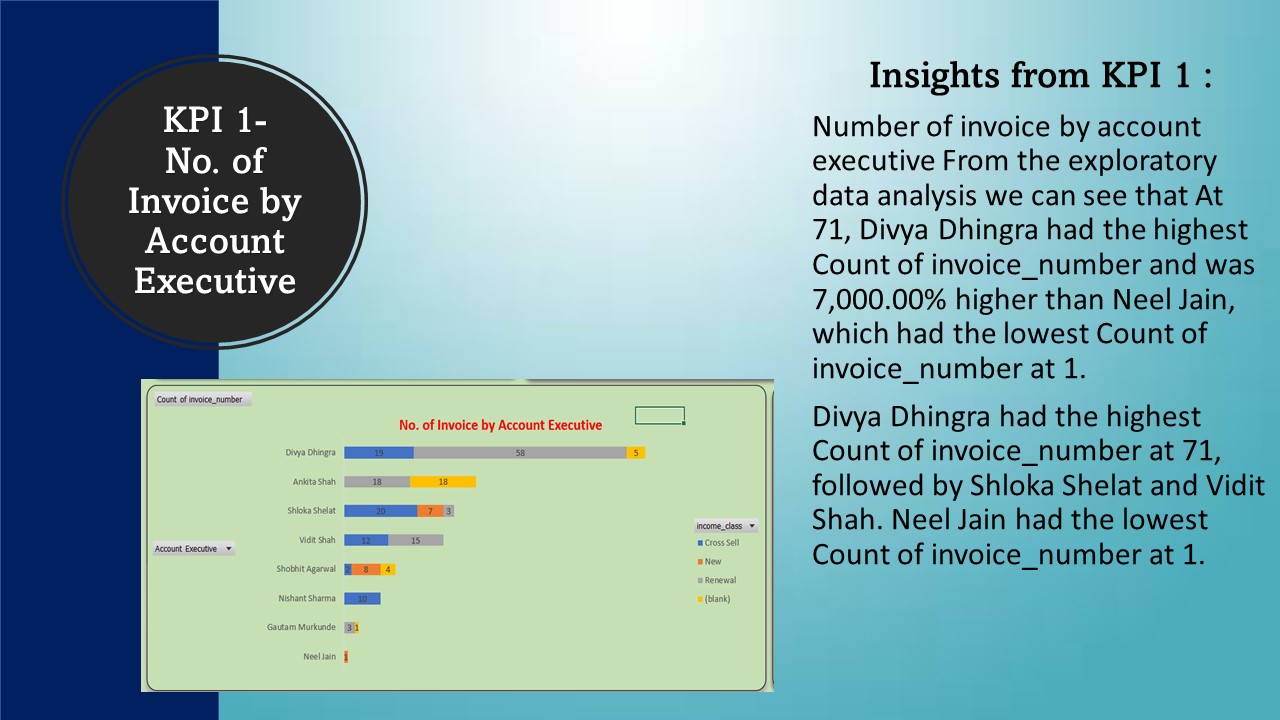 KPI 1-
No. of
Invoice by
Account
Executive
Insights from KPI 1 :
Number of invoice by account
executive From the exploratory
data analysis we can see that At
71, Divya Dhingra had the highest
Count of invoice_number and was
7,000.00% higher than Neel Jain,
which had the lowest Count of
invoice_number at 1.
Divya Dhingra had the highest
Count of invoice_number at 71,
followed by Shloka Shelat and Vidit
Shah. Neel Jain had the lowest
Count of invoice_number at 1.
Count of invoice_number
No. of Invoice by Account Executive
Divya Dhingra 19 58 5
Ankita Shah 18 18
Shloka Shelat 20 7 3
Vidit Shah 12 15
Shobhit Agarwal 2 8 4
Nishant Sharma 10
Gautam Murkunde 3 1
Neel Jain 1
Account Executive
income_class
Cross Sell
New
Renewal
(blank)